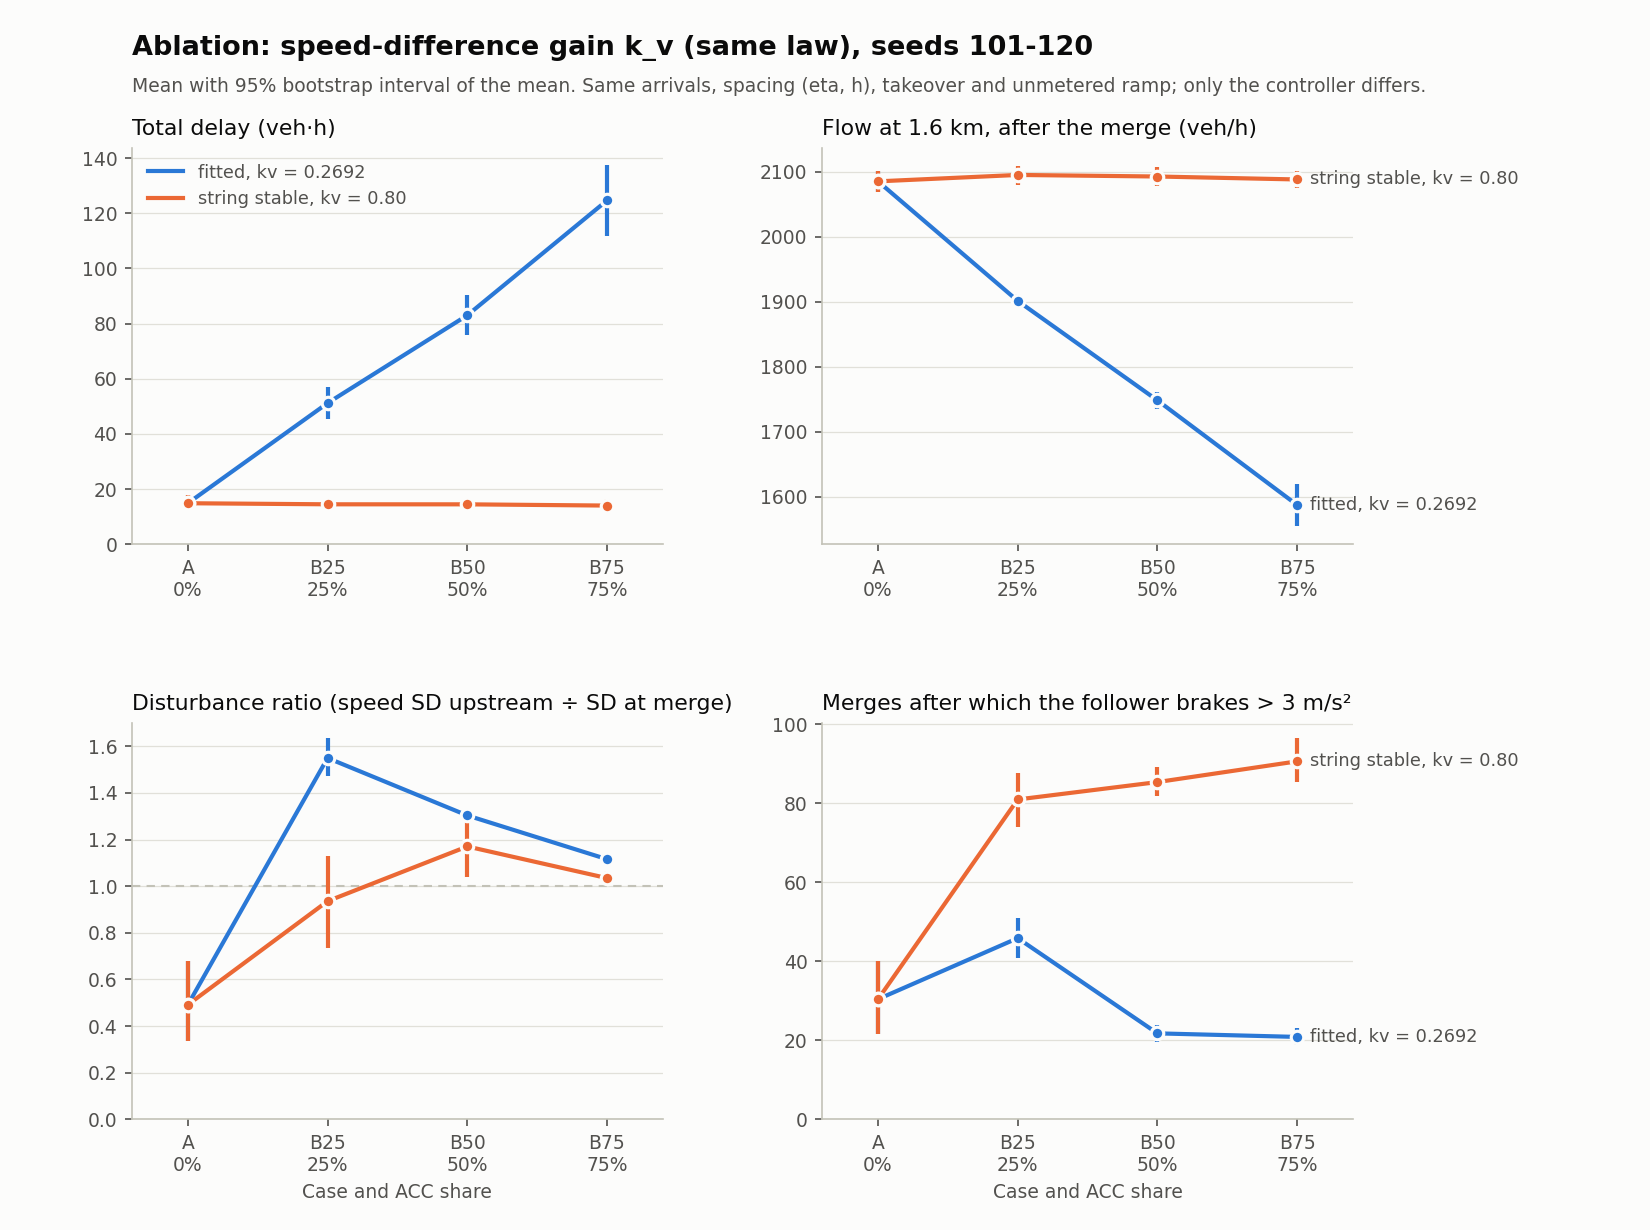 Ablation: speed-difference gain k_v (same law), seeds 101-120
Mean with 95% bootstrap interval of the mean. Same arrivals, spacing (eta, h), takeover and unmetered ramp; only the controller differs.
Total delay (veh·h)
140
120
100
80
60
40
20
0
fitted, kv = 0.2692
string stable, kv = 0.80
A
0%
B25
25%
B50
50%
B75
75%
Flow at 1.6 km, after the merge (veh/h)
2100
2000
1900
1800
1700
1600
string stable, kv = 0.80
fitted, kv = 0.2692
A
0%
B25
25%
B50
50%
B75
75%
Disturbance ratio (speed SD upstream ÷ SD at merge)
1.6
1.4
1.2
1.0
0.8
0.6
0.4
0.2
0.0
A
0%
B25
25%
B50
50%
B75
75%
Case and ACC share
Merges after which the follower brakes > 3 m/s²
100
80
60
40
20
0
string stable, kv = 0.80
fitted, kv = 0.2692
A
0%
B25
25%
B50
50%
B75
75%
Case and ACC share